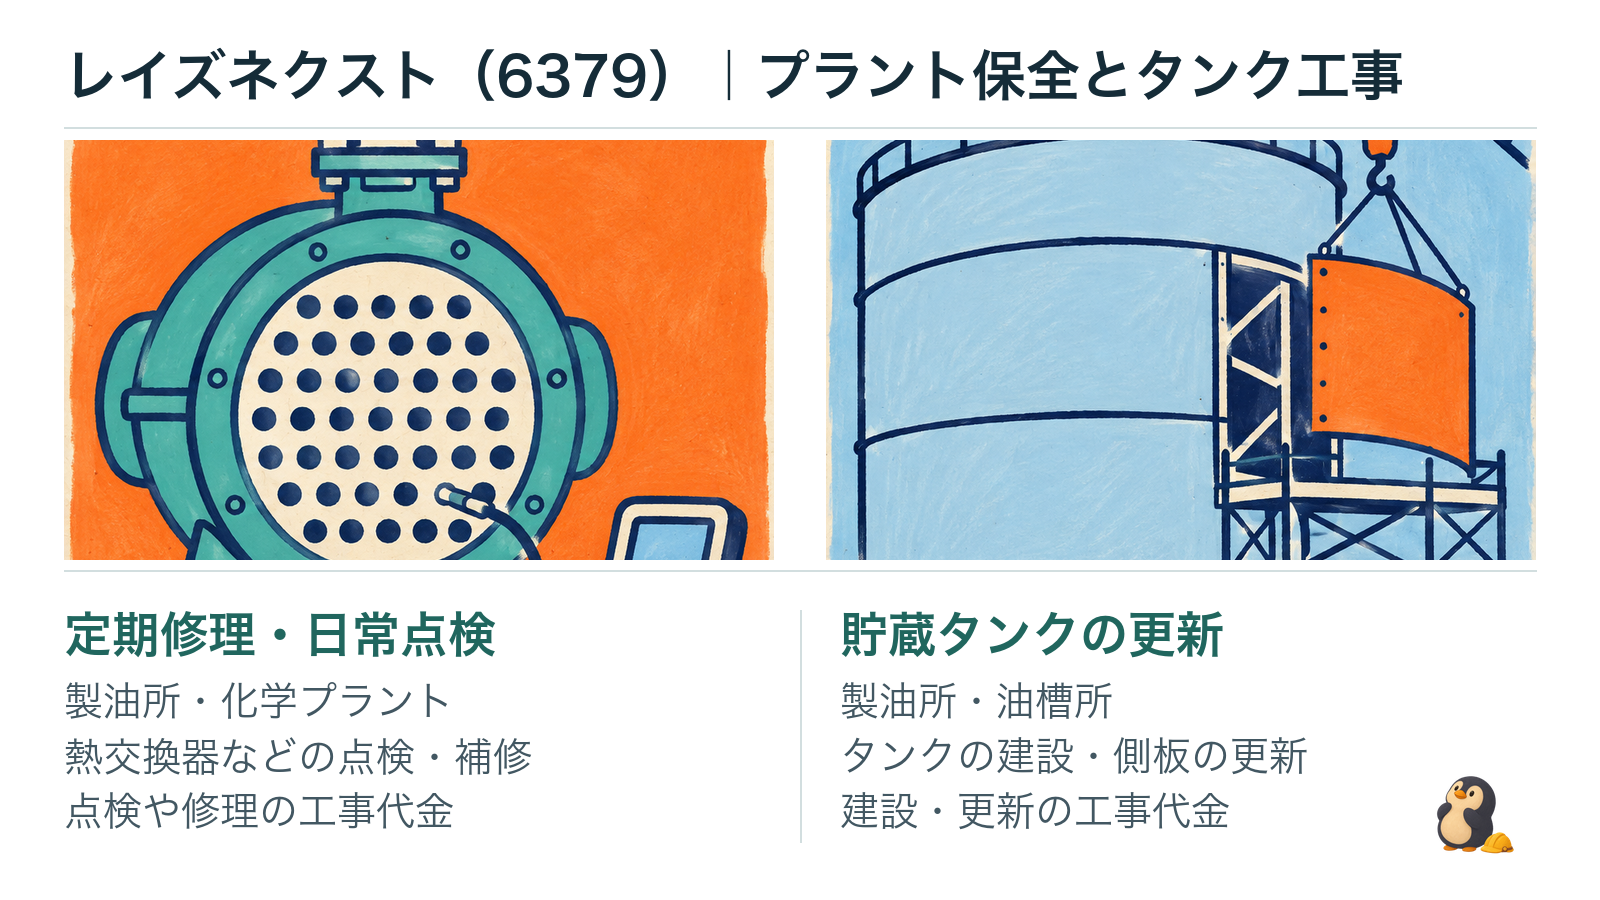 レイズネクスト（6379）｜プラント保全とタンク工事
定期修理・日常点検
製油所・化学プラント
熱交換器などの点検・補修
点検や修理の工事代金
貯蔵タンクの更新
製油所・油槽所
タンクの建設・側板の更新
建設・更新の工事代金